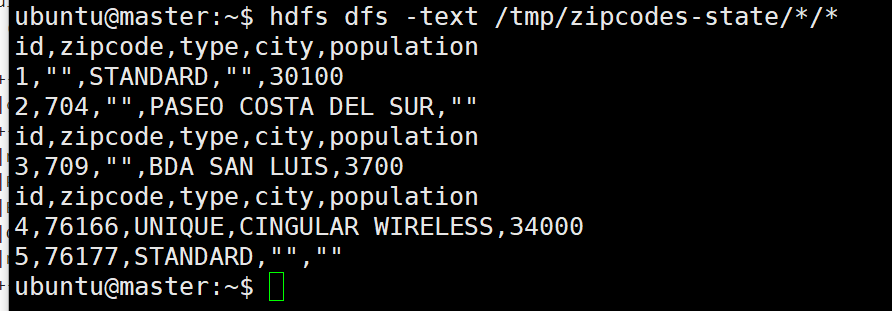 ubuntu@master:~$ hdfs dfs -text /tmp/zipcodes-state/*/*
id,zipcode,type,city,population
1,"",STANDARD,"",30100
2,704,"",PASEO COSTA DEL SUR,""
id,zipcode,type,city,population
3,709,"",BDA SAN LUIS,3700
id,zipcode,type,city,population
4,76166,UNIQUE,CINGULAR WIRELESS,34000
5,76177,STANDARD,"",""
ubuntu@master:~$